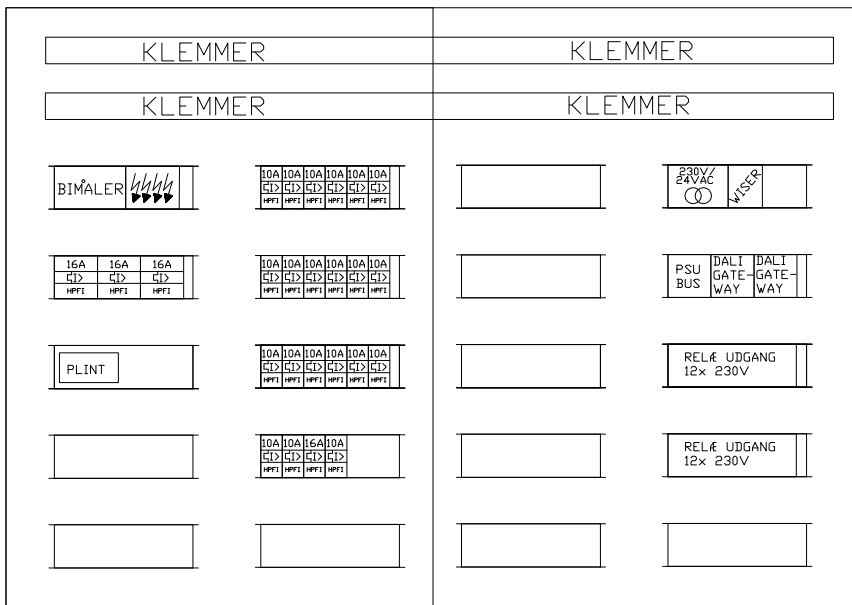 KLEMMER KLEMMER
KLEMMER KLEMMER
BIMÅLER
10A 10A 10A 10A 10A 10A
I> I> I> I> I> I>
HPFI HPFI HPFI HPFI HPFI HPFI
230V/
24VAC
WISER
16A 16A 16A
I> I> I>
HPFI HPFI HPFI
10A 10A 10A 10A 10A 10A
I> I> I> I> I> I>
HPFI HPFI HPFI HPFI HPFI HPFI
PSU
BUS
DALI
GATE-
WAY
DALI
GATE-
WAY
PLINT
10A 10A 10A 10A 10A 10A
I> I> I> I> I> I>
HPFI HPFI HPFI HPFI HPFI HPFI
RELÆ UDGANG
12x 230V
10A 10A 16A 10A
I> I> I> I>
HPFI HPFI HPFI HPFI
RELÆ UDGANG
12x 230V